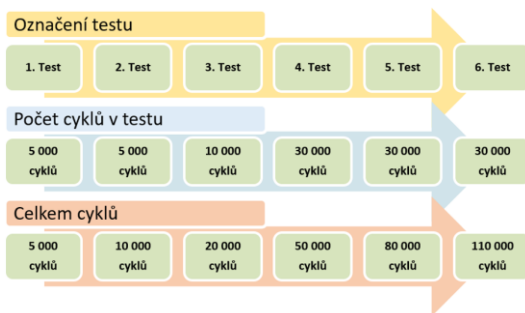 Označení testu
1. Test 2. Test 3. Test 4. Test 5. Test 6. Test
Počet cyklů v testu
5 000 5 000 10 000 30 000 30 000 30 000
cyklů cyklů cyklů cyklů cyklů cyklů
Celkem cyklů
5 000 10 000 20 000 50 000 80 000 110 000
cyklů cyklů cyklů cyklů cyklů cyklů